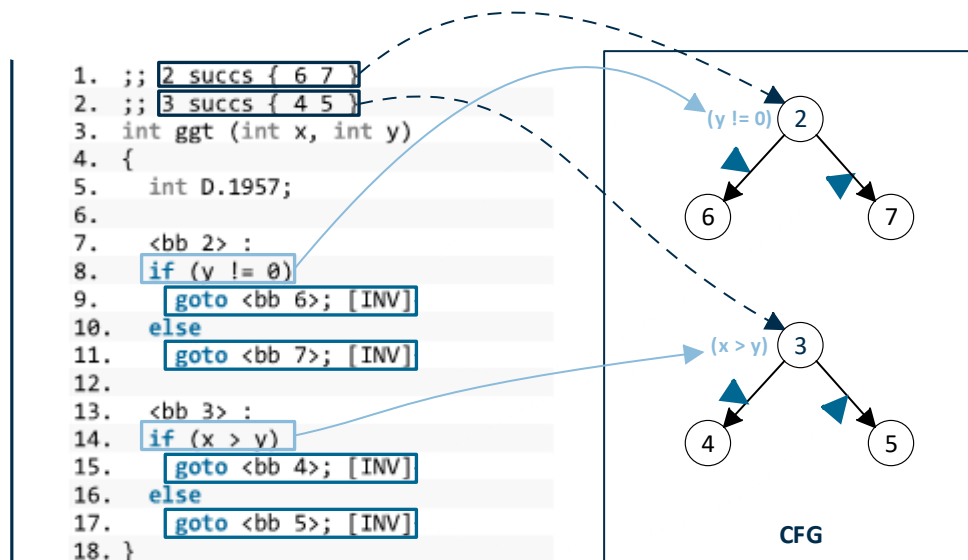 1. ;; 2 succs { 6 7 }
2. ;; 3 succs { 4 5 }
3. int ggt (int x, int y)
4. {
5. int D.1957;
6.
7. <bb 2> :
8. if (y != 0)
9. goto <bb 6>; [INV]
10. else
11. goto <bb 7>; [INV]
12.
13. <bb 3> :
14. if (x > y)
15. goto <bb 4>; [INV]
16. else
17. goto <bb 5>; [INV]
18. }
(y != 0) 2
6 7
(x > y) 3
4 5
CFG